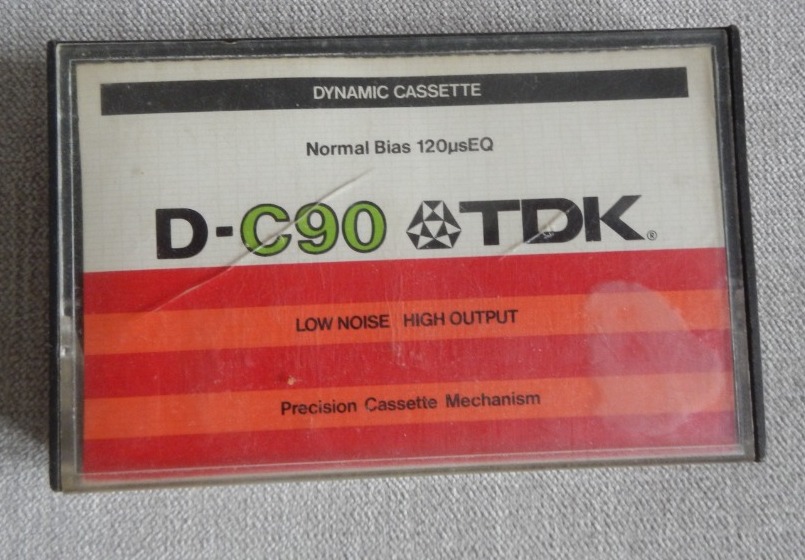 DYNAMIC CASSETTE
Normal Bias 120µsEQ
D-C90 TDK®
LOW NOISE HIGH OUTPUT
Precision Cassette Mechanism